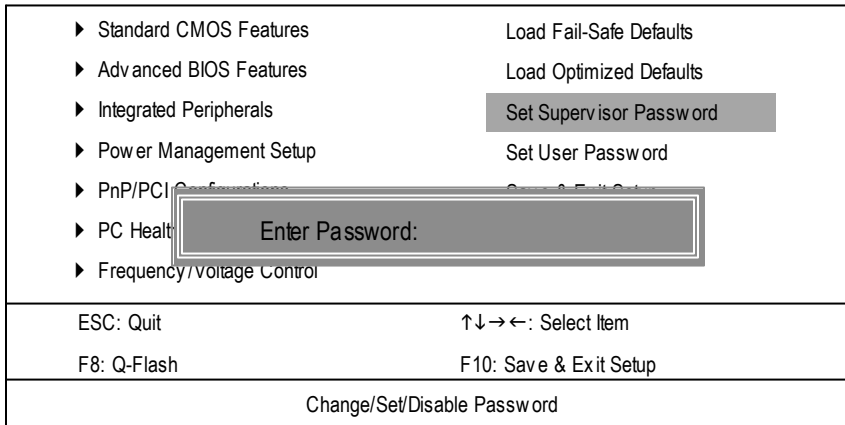 Standard CMOS Features
Advanced BIOS Features
Integrated Peripherals
Power Management Setup
PnP/PCI
PC Healt
Frequency/Voltage Control
Load Fail-Safe Defaults
Load Optimized Defaults
Set Supervisor Password
Set User Password
Enter Password:
ESC: Quit
↑↓→←: Select Item
F8: Q-Flash
F10: Save & Exit Setup
Change/Set/Disable Password